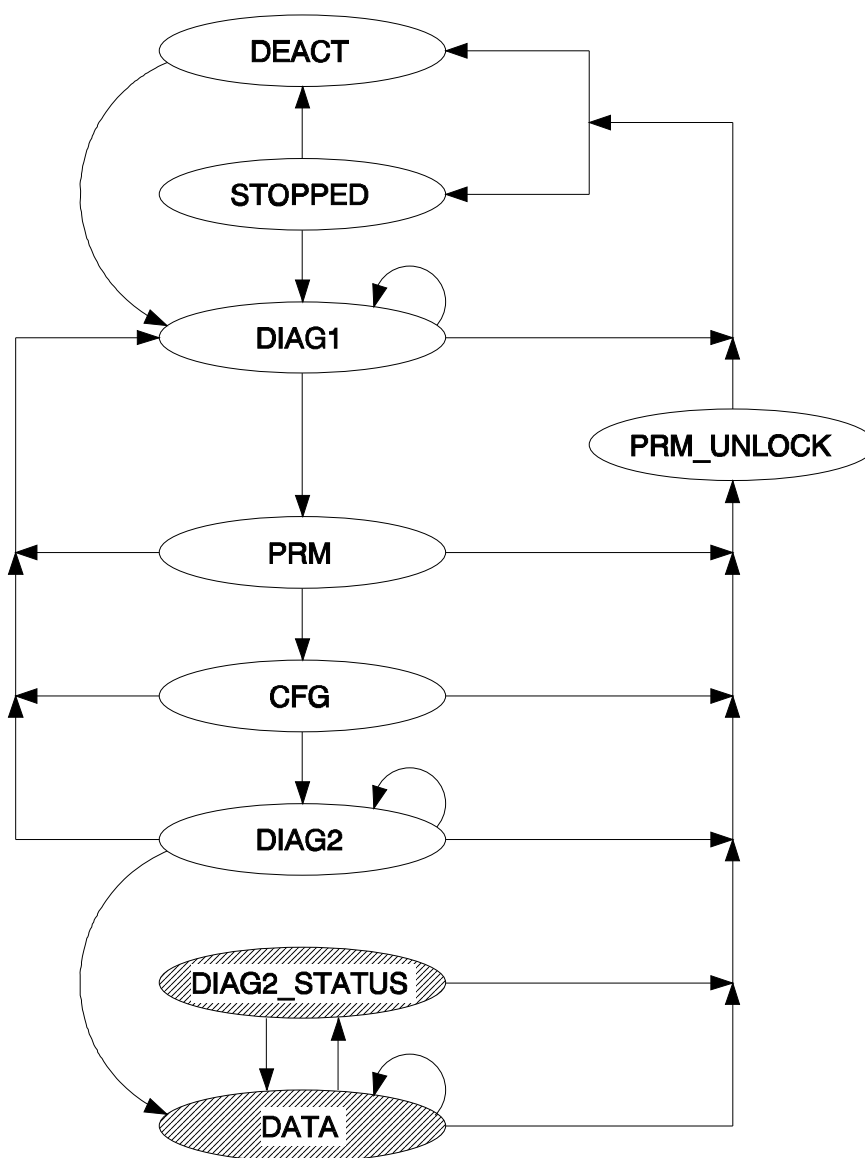 DEACT
STOPPED
DIAG1
PRM_UNLOCK
PRM
CFG
DIAG2
DIAG2_STATUS
DATA